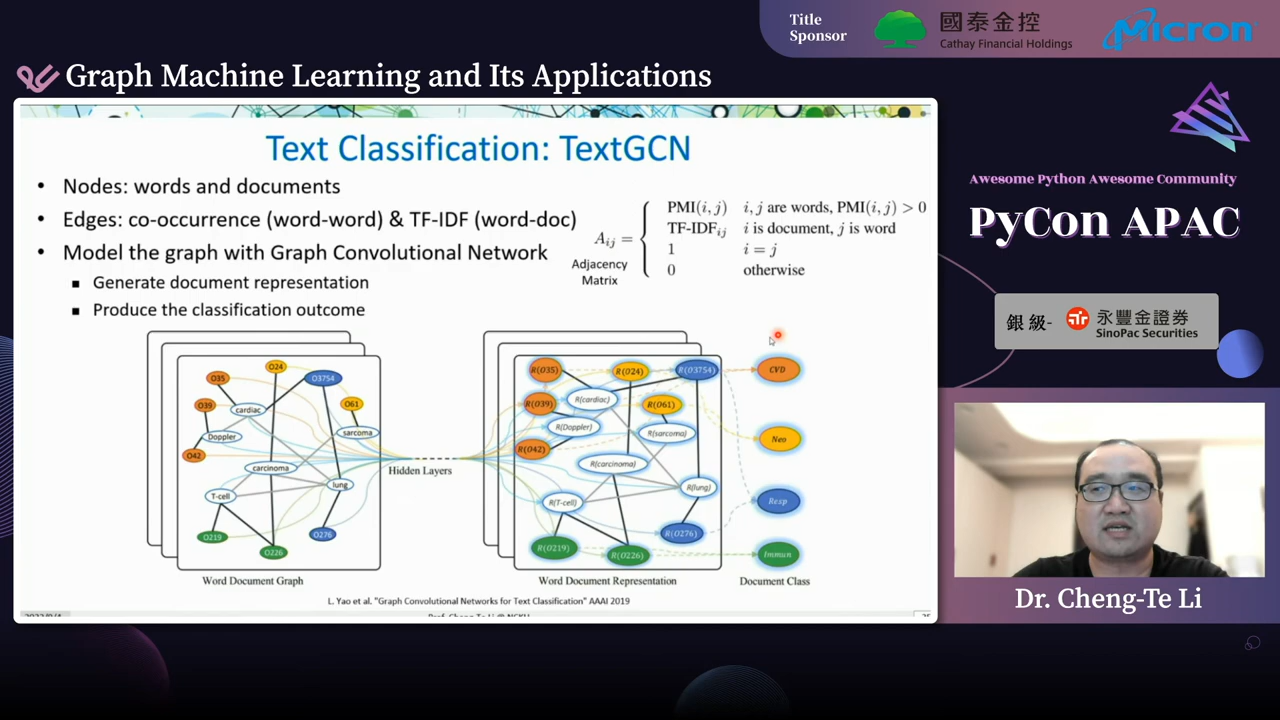 Title
Sponsor
國泰金控
Cathay Financial Holdings
Micron
Graph Machine Learning and Its Applications
Text Classification: TextGCN
• Nodes: words and documents
• Edges: co-occurrence (word-word) & TF-IDF (word-doc)
• Model the graph with Graph Convolutional Network
▪ Generate document representation
▪ Produce the classification outcome
PMI(i, j) i, j are words, PMI(i, j) > 0
TF-IDFij i is document, j is word
Aij =
1 i = j
0 otherwise
Adjacency
Matrix
O35
O24
O3754
O39
cardiac
O61
Doppler
sarcoma
O42
carcinoma
T-cell
lung
O219
O226
O276
Word Document Graph
Hidden Layers
R(O35)
R(O24)
R(O3754)
R(O39)
R(cardiac)
R(O61)
R(Doppler)
R(sarcoma)
R(O42)
R(carcinoma)
R(T-cell)
R(lung)
R(O219)
R(O226)
R(O276)
Word Document Representation
CVD
Neo
Resp
Immun
Document Class
L. Yao et al. "Graph Convolutional Networks for Text Classification" AAAI 2019
Awesome Python Awesome Community
PyCon APAC
銀級-
永豐金證券
SinoPac Securities
Dr. Cheng-Te Li